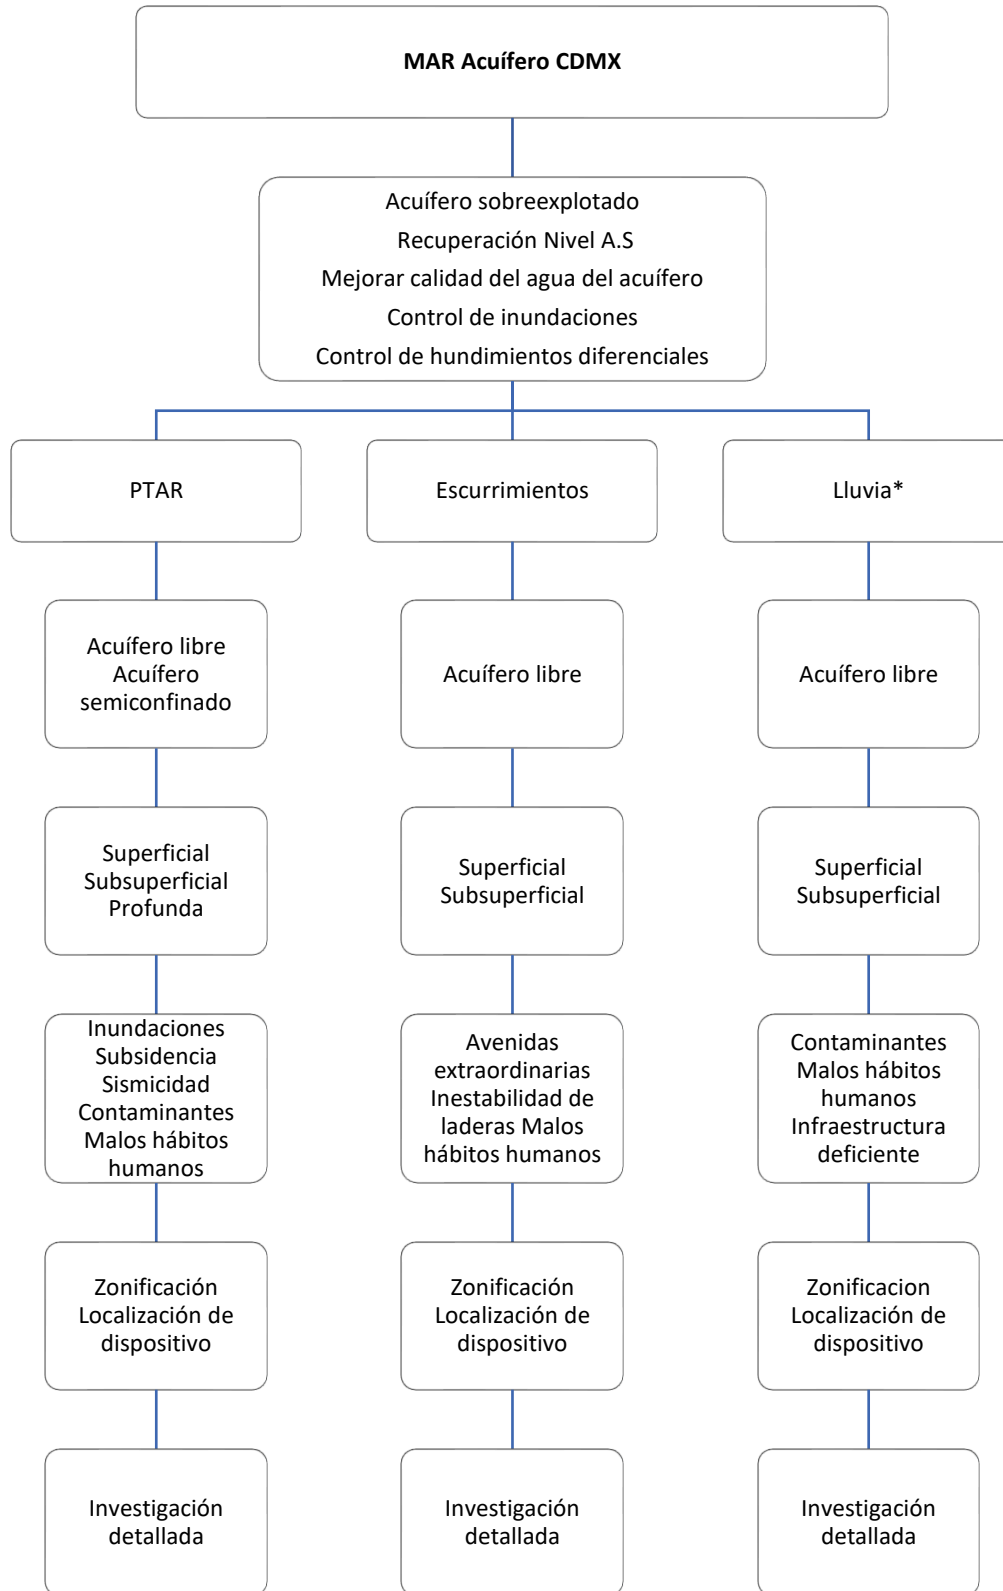 MAR Acuífero CDMX
Acuífero sobreexplotado
Recuperación Nivel A.S
Mejorar calidad del agua del acuífero
Control de inundaciones
Control de hundimientos diferenciales
PTAR
Escurrimientos
Lluvia*
Acuífero libre
Acuífero
semiconfinado
Acuífero libre
Acuífero libre
Superficial
Subsuperficial
Profunda
Superficial
Subsuperficial
Superficial
Subsuperficial
Inundaciones
Subsidencia
Sismicidad
Contaminantes
Malos hábitos
humanos
Avenidas
extraordinarias
Inestabilidad de
laderas Malos
hábitos humanos
Contaminantes
Malos hábitos
humanos
Infraestructura
deficiente
Zonificación
Localización de
dispositivo
Zonificación
Localización de
dispositivo
Zonificacion
Localización de
dispositivo
Investigación
detallada
Investigación
detallada
Investigación
detallada